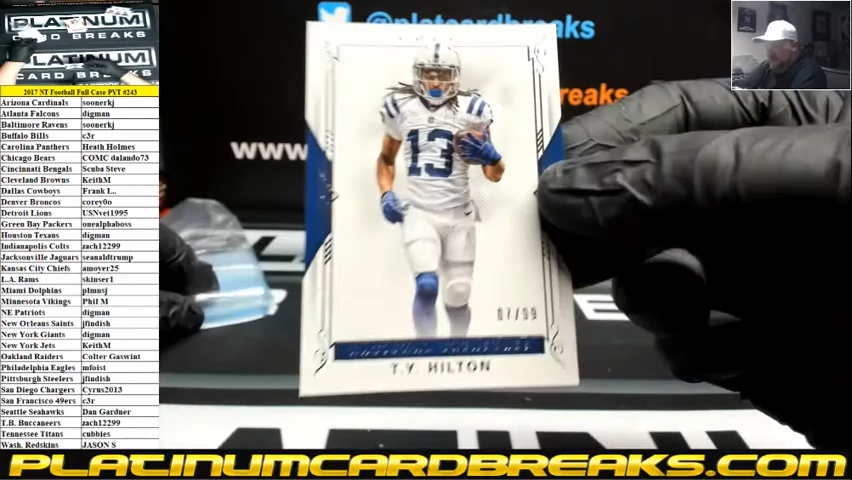 PLATINUM
CARD BREAKS
PLATINUM
CARD BREAKS
2017 NT Football Full Case PYT #243
Arizona Cardinals soonerkj
Atlanta Falcons digman
Baltimore Ravens soonerkj
Buffalo Bills c3r
Carolina Panthers Heath Holmes
Chicago Bears COMC dalando73
Cincinnati Bengals Scuba Steve
Cleveland Browns KeithM
Dallas Cowboys Frank L..
Denver Broncos corey0o
Detroit Lions USNvet1995
Green Bay Packers onealphaboss
Houston Texans digman
Indianapolis Colts zach12299
Jacksonville Jaguars seanaldtrump
Kansas City Chiefs amoyer25
L.A. Rams skinser1
Miami Dolphins plmnsj
Minnesota Vikings Phil M
NE Patriots digman
New Orleans Saints jfindish
New York Giants digman
New York Jets KeithM
Oakland Raiders Colter Gaswint
Philadelphia Eagles mfoist
Pittsburgh Steelers jfindish
San Diego Chargers Cyrus2013
San Francisco 49ers c3r
Seattle Seahawks Dan Gardner
T.B. Buccaneers zach12299
Tennessee Titans cubbies
Wash. Redskins JASON S
@platcardbreaks
reaks
www
13
07/99
T.Y. HILTON
PLATINUMCARDBREAKS.COM